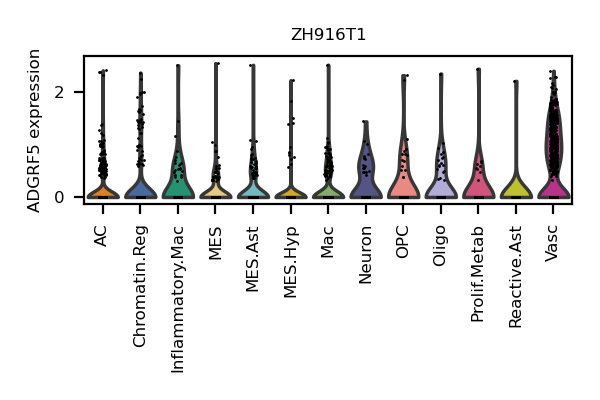 ZH916T1
ADGRF5 expression
2
0
AC
Chromatin.Reg
Inflammatory.Mac
MES
MES.Ast
MES.Hyp
Mac
Neuron
OPC
Oligo
Prolif.Metab
Reactive.Ast
Vasc